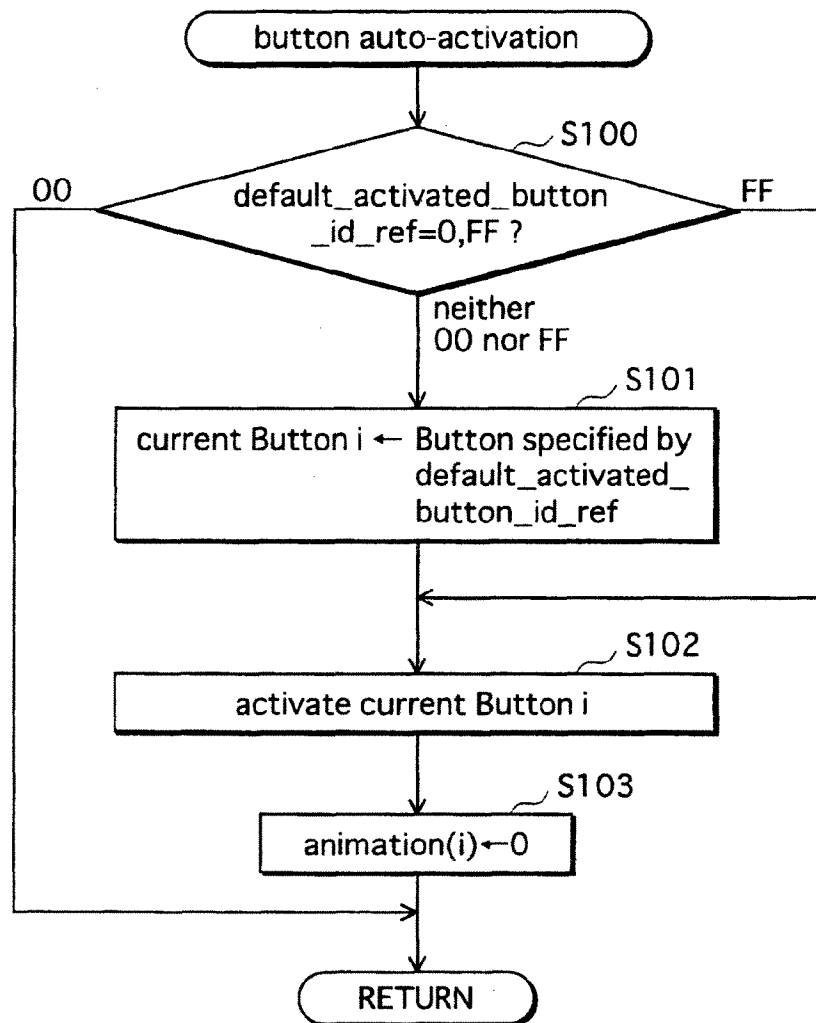 button auto-activation
S100
00
default_activated_button
_id_ref=0,FF ?
FF
neither
00 nor FF
S101
current Button i ← Button specified by
default_activated_
button_id_ref
S102
activate current Button i
S103
animation(i)←0
RETURN